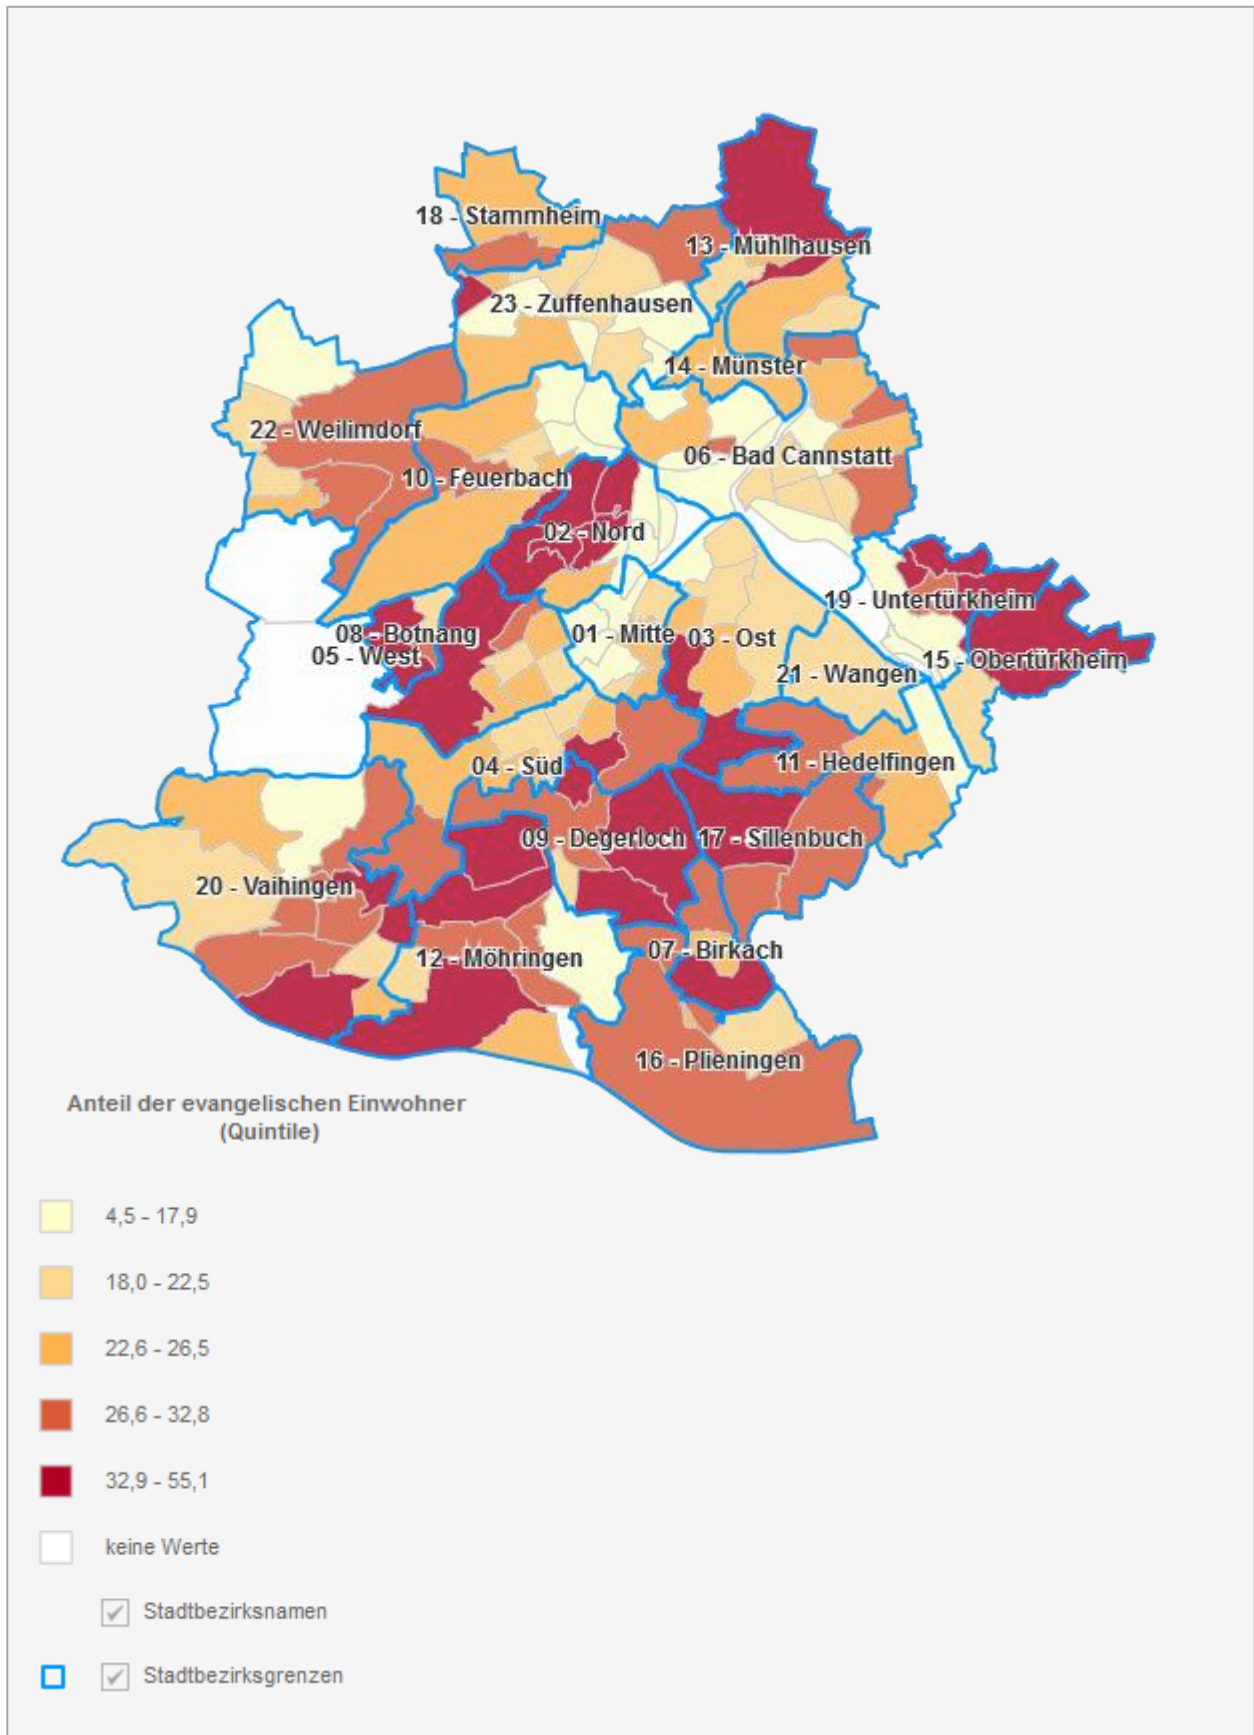 18 - Stammheim
13 - Mühlhausen
23 - Zuffenhausen
14 - Münster
22 - Weilimdorf
06 - Bad Cannstatt
10 - Feuerbach
02 - Nord
19 - Untertürkheim
08 - Botnang
01 - Mitte
03 - Ost
05 - West
15 - Obertürkheim
21 - Wangen
04 - Süd
11 - Hedelfingen
09 - Degerloch
17 - Sillenbuch
20 - Vaihingen
07 - Birkach
12 - Möhringen
16 - Plieningen
Anteil der evangelischen Einwohner
(Quintile)
4,5 - 17,9
18,0 - 22,5
22,6 - 26,5
26,6 - 32,8
32,9 - 55,1
keine Werte
Stadtbezirksnamen
Stadtbezirksgrenzen